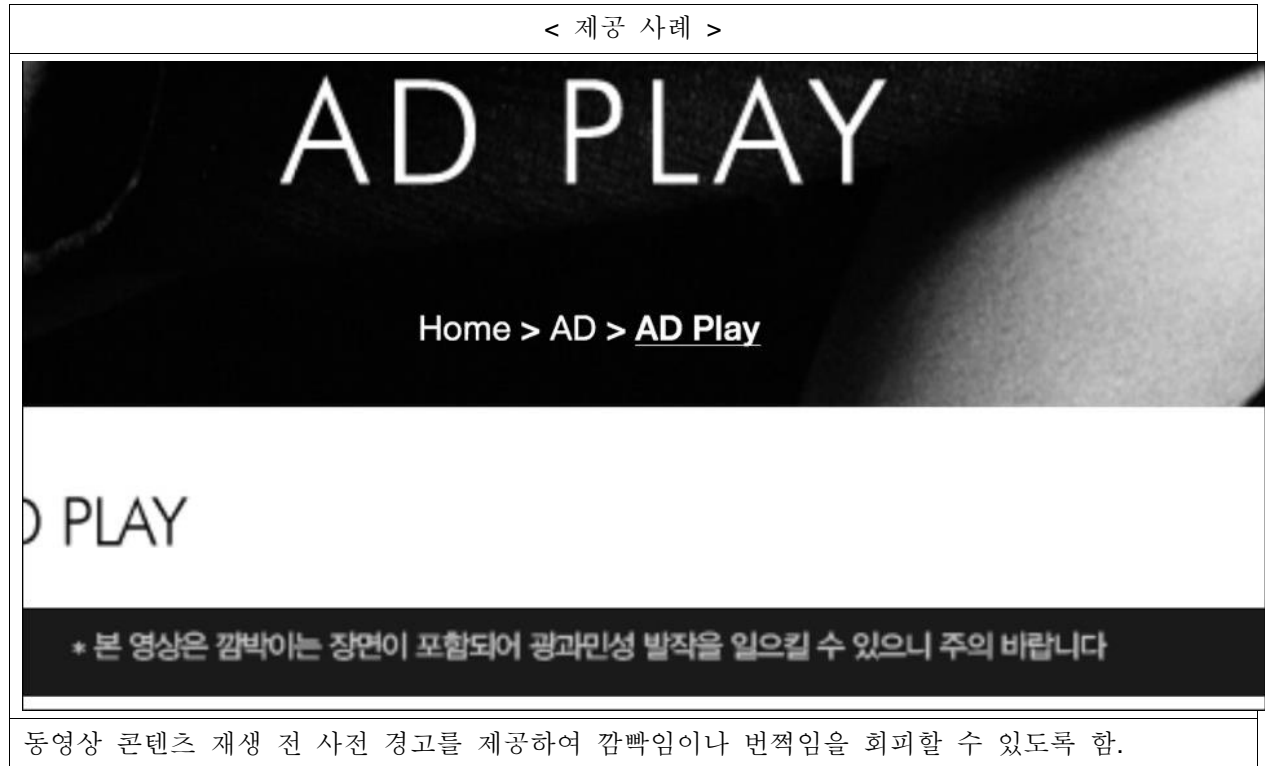 < 제공 사례 >
AD PLAY
Home > AD > AD Play
D PLAY
* 본 영상은 깜박이는 장면이 포함되어 광과민성 발작을 일으킬 수 있으니 주의 바랍니다
동영상 콘텐츠 재생 전 사전 경고를 제공하여 깜빡임이나 번쩍임을 회피할 수 있도록 함.